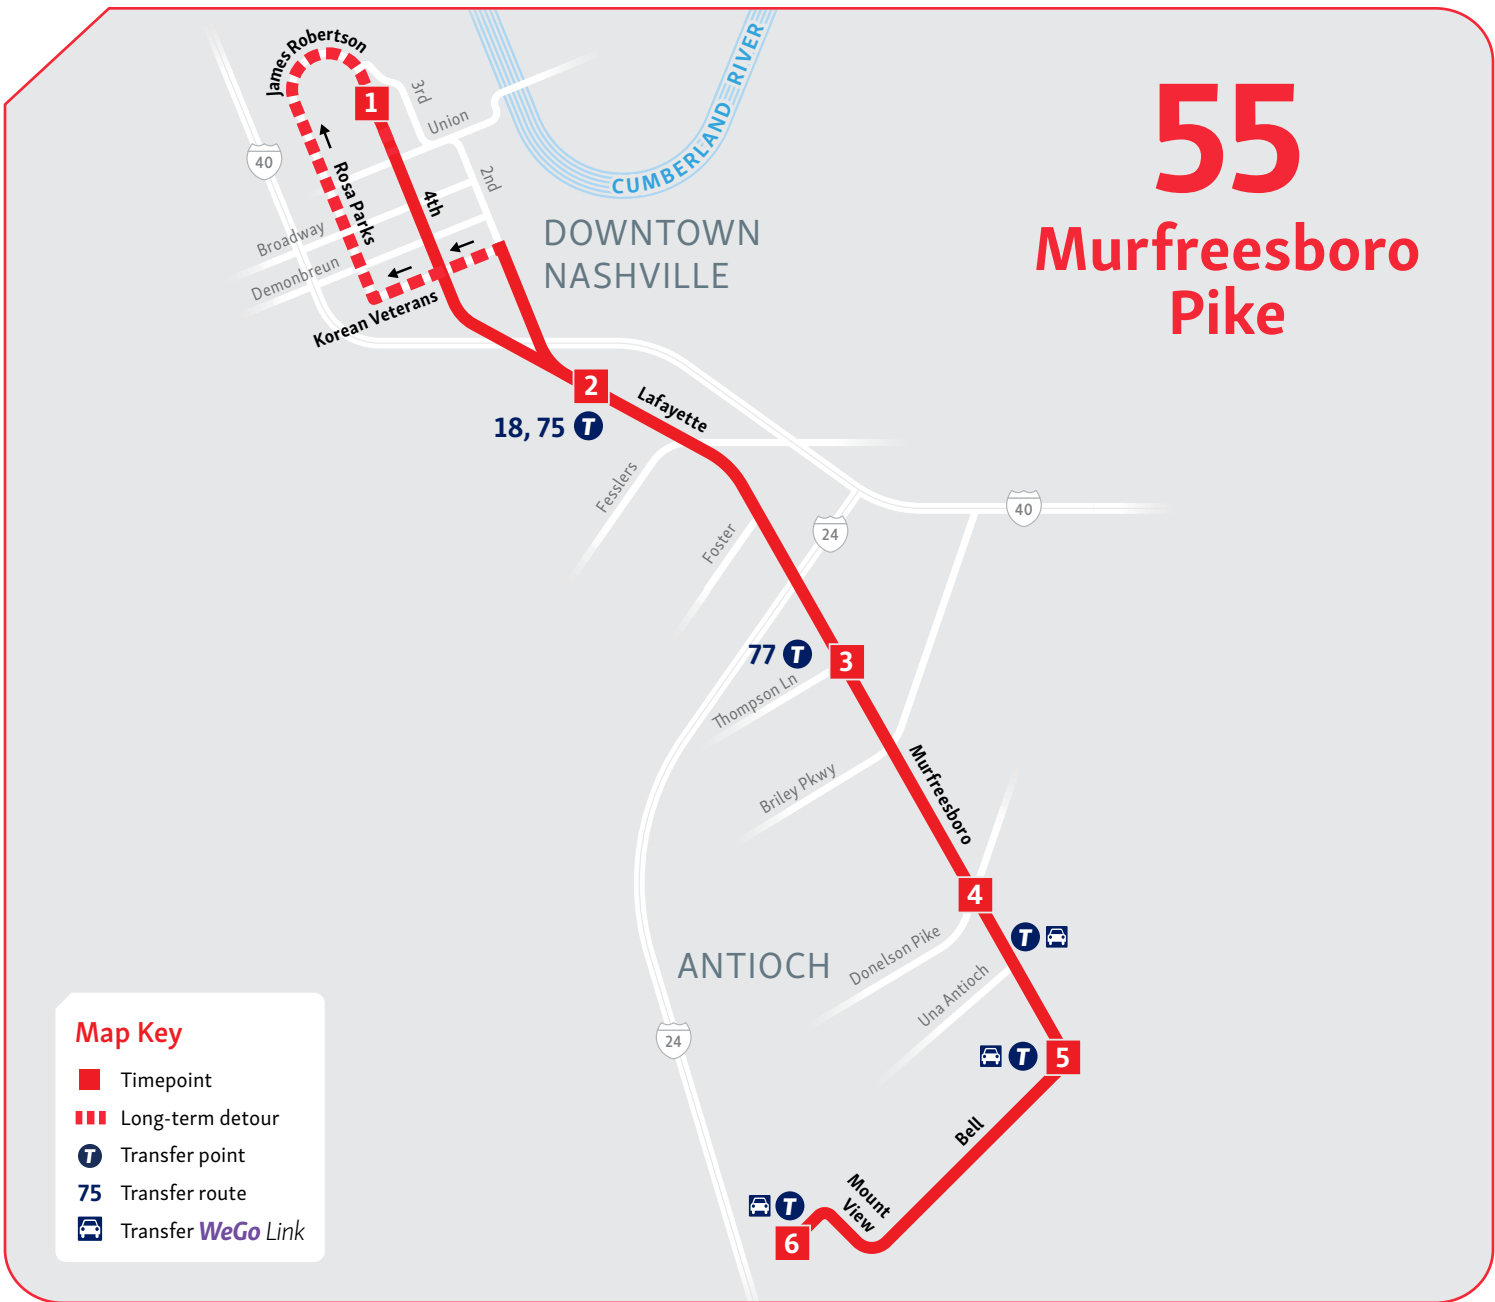 55
Murfreesboro
Pike
James Robertson
1
3rd
Union
CUMBERLAND RIVER
40
Rosa Parks
4th
2nd
Broadway
Demonbreun
Korean Veterans
DOWNTOWN
NASHVILLE
2
18, 75 T
Lafayette
Fesslers
Foster
24
40
77 T
3
Thompson Ln
Briley Pkwy
Murfreesboro
4
T
Donelson Pike
Una Antioch
ANTIOCH
24
T
5
Bell
Mount
View
T
6
Map Key
Timepoint
Long-term detour
T Transfer point
75 Transfer route
Transfer WeGo Link